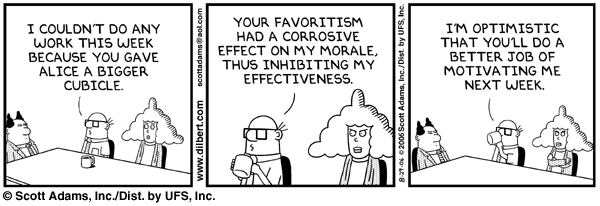 I COULDN'T DO ANY
WORK THIS WEEK
BECAUSE YOU GAVE
ALICE A BIGGER
CUBICLE.
www.dilbert.com
scottadams@aol.com
YOUR FAVORITISM
HAD A CORROSIVE
EFFECT ON MY MORALE,
THUS INHIBITING MY
EFFECTIVENESS.
8-27-06 © 2006 Scott Adams, Inc./Dist. by UFS, Inc.
I'M OPTIMISTIC
THAT YOU'LL DO A
BETTER JOB OF
MOTIVATING ME
NEXT WEEK.
© Scott Adams, Inc./Dist. by UFS, Inc.